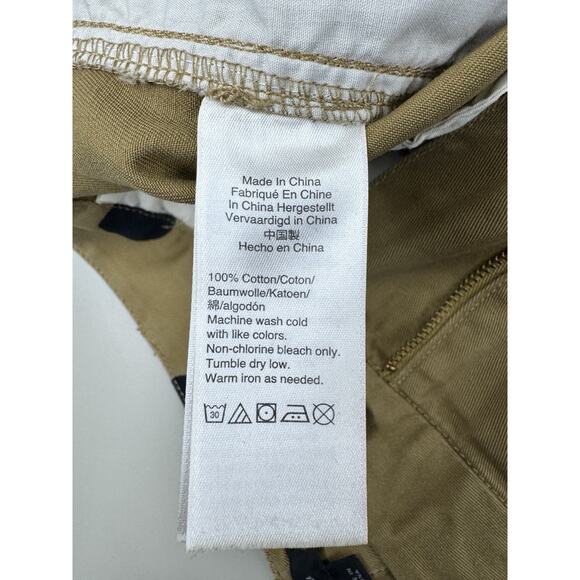 Made In China
Fabriqué En Chine
In China Hergestellt
Vervaardigd in China
中国製
Hecho en China
100% Cotton/Coton/
Baumwolle/Katoen/
綿/algodón
Machine wash cold
with like colors.
Non-chlorine bleach only.
Tumble dry low.
Warm iron as needed.
30